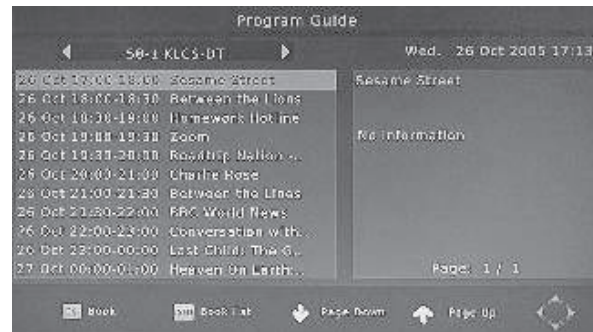 Program Guide
58-1 KLCS-DT
Wed. 26 Oct 2005 17:13
26 Oct 17:00-18:00 Sesame Street
26 Oct 18:00-18:30 Between the Lions
26 Oct 18:30-19:00 Homework Hotline
26 Oct 19:00-19:30 Zoom
26 Oct 19:30-20:00 Roadtrip Nation -..
26 Oct 20:00-21:00 Charlie Rose
26 Oct 21:00-21:30 Between the Lines
26 Oct 21:30-22:00 BBC World News
26 Oct 22:00-23:00 Conversation with..
26 Oct 23:00-00:00 Last Child: The G..
27 Oct 00:00-01:00 Heaven On Earth:..
Sesame Street
No Information
Page: 1 / 1
Book
Book List
Page Down
Page Up